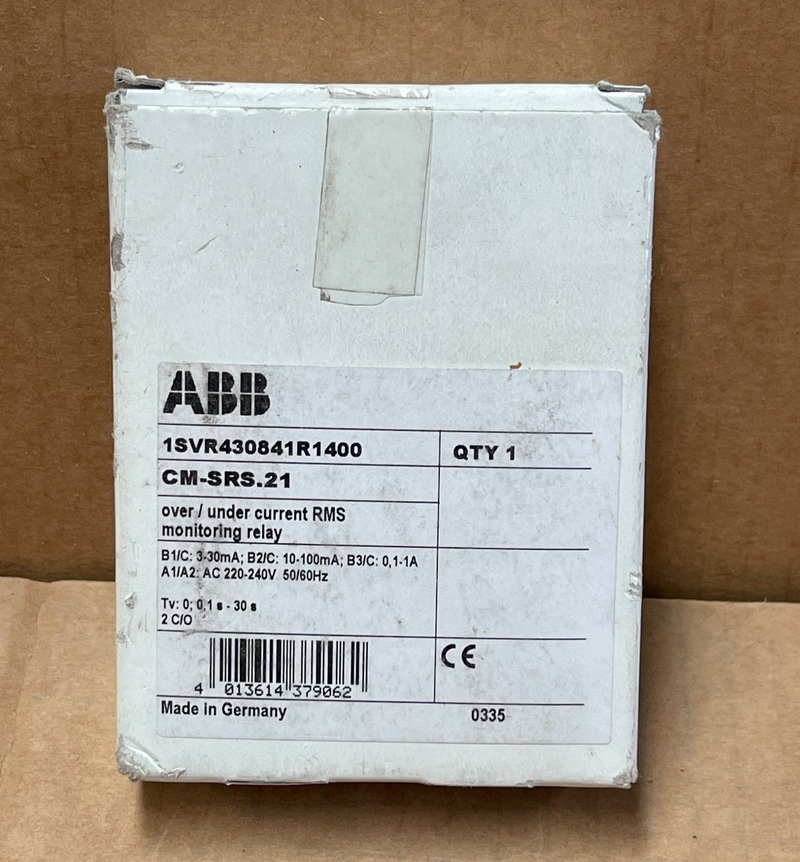 ABB
1SVR430841R1400 QTY 1
CM-SRS.21
over / under current RMS
monitoring relay
B1/C: 3-30mA; B2/C: 10-100mA; B3/C: 0,1-1A
A1/A2: AC 220-240V 50/60Hz
Tv: 0; 0,1 s - 30 s
2 C/O
CE
4 013614 379062
Made in Germany 0335